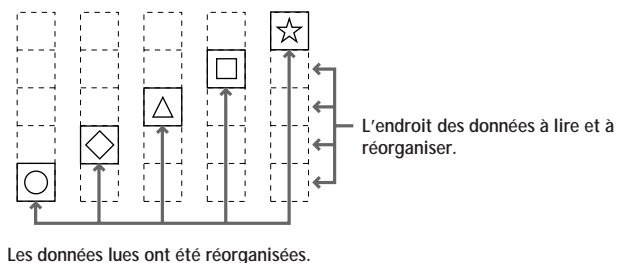 L'endroit des données à lire et à
réorganiser.
Les données lues ont été réorganisées.